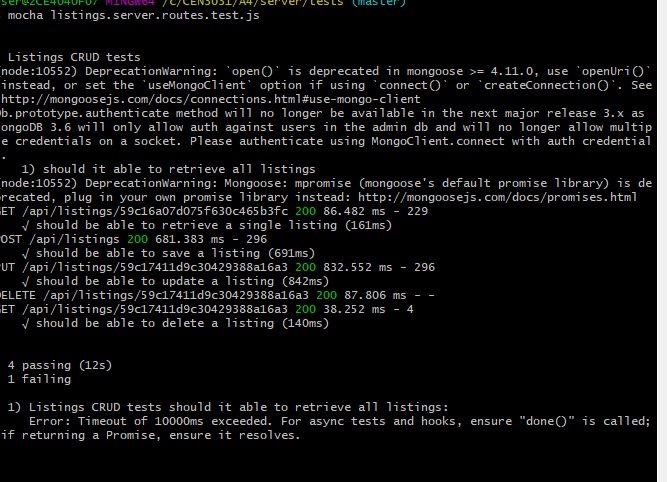 ser@2CE4040F07 MINGW64 /c/CEN3031/A4/server/tests (master)
mocha listings.server.routes.test.js
Listings CRUD tests
(node:10552) DeprecationWarning: `open()` is deprecated in mongoose >= 4.11.0, use `openUri()`
instead, or set the `useMongoClient` option if using `connect()` or `createConnection()`. See
http://mongoosejs.com/docs/connections.html#use-mongo-client
Db.prototype.authenticate method will no longer be available in the next major release 3.x as
MongoDB 3.6 will only allow auth against users in the admin db and will no longer allow multip
e credentials on a socket. Please authenticate using MongoClient.connect with auth credential
.
1) should it able to retrieve all listings
(node:10552) DeprecationWarning: Mongoose: mpromise (mongoose's default promise library) is de
precated, plug in your own promise library instead: http://mongoosejs.com/docs/promises.html
GET /api/listings/59c16a07d075f630c465b3fc 200 86.482 ms - 229
√ should be able to retrieve a single listing (161ms)
POST /api/listings 200 681.383 ms - 296
√ should be able to save a listing (691ms)
PUT /api/listings/59c17411d9c30429388a16a3 200 832.552 ms - 296
√ should be able to update a listing (842ms)
DELETE /api/listings/59c17411d9c30429388a16a3 200 87.806 ms - -
GET /api/listings/59c17411d9c30429388a16a3 200 38.252 ms - 4
√ should be able to delete a listing (140ms)
4 passing (12s)
1 failing
1) Listings CRUD tests should it able to retrieve all listings:
Error: Timeout of 10000ms exceeded. For async tests and hooks, ensure "done()" is called;
if returning a Promise, ensure it resolves.